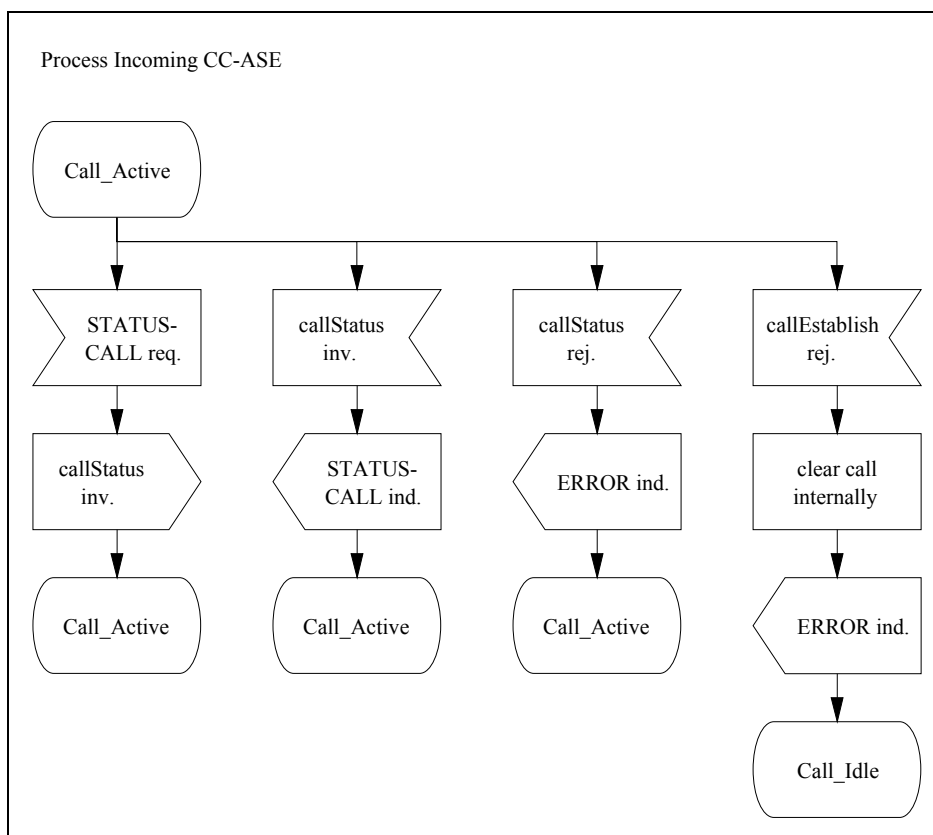 Process Incoming CC-ASE
Call_Active
STATUS-
CALL req.
callStatus
inv.
callStatus
rej.
callEstablish
rej.
callStatus
inv.
STATUS-
CALL ind.
ERROR ind.
clear call
internally
Call_Active
Call_Active
Call_Active
ERROR ind.
Call_Idle